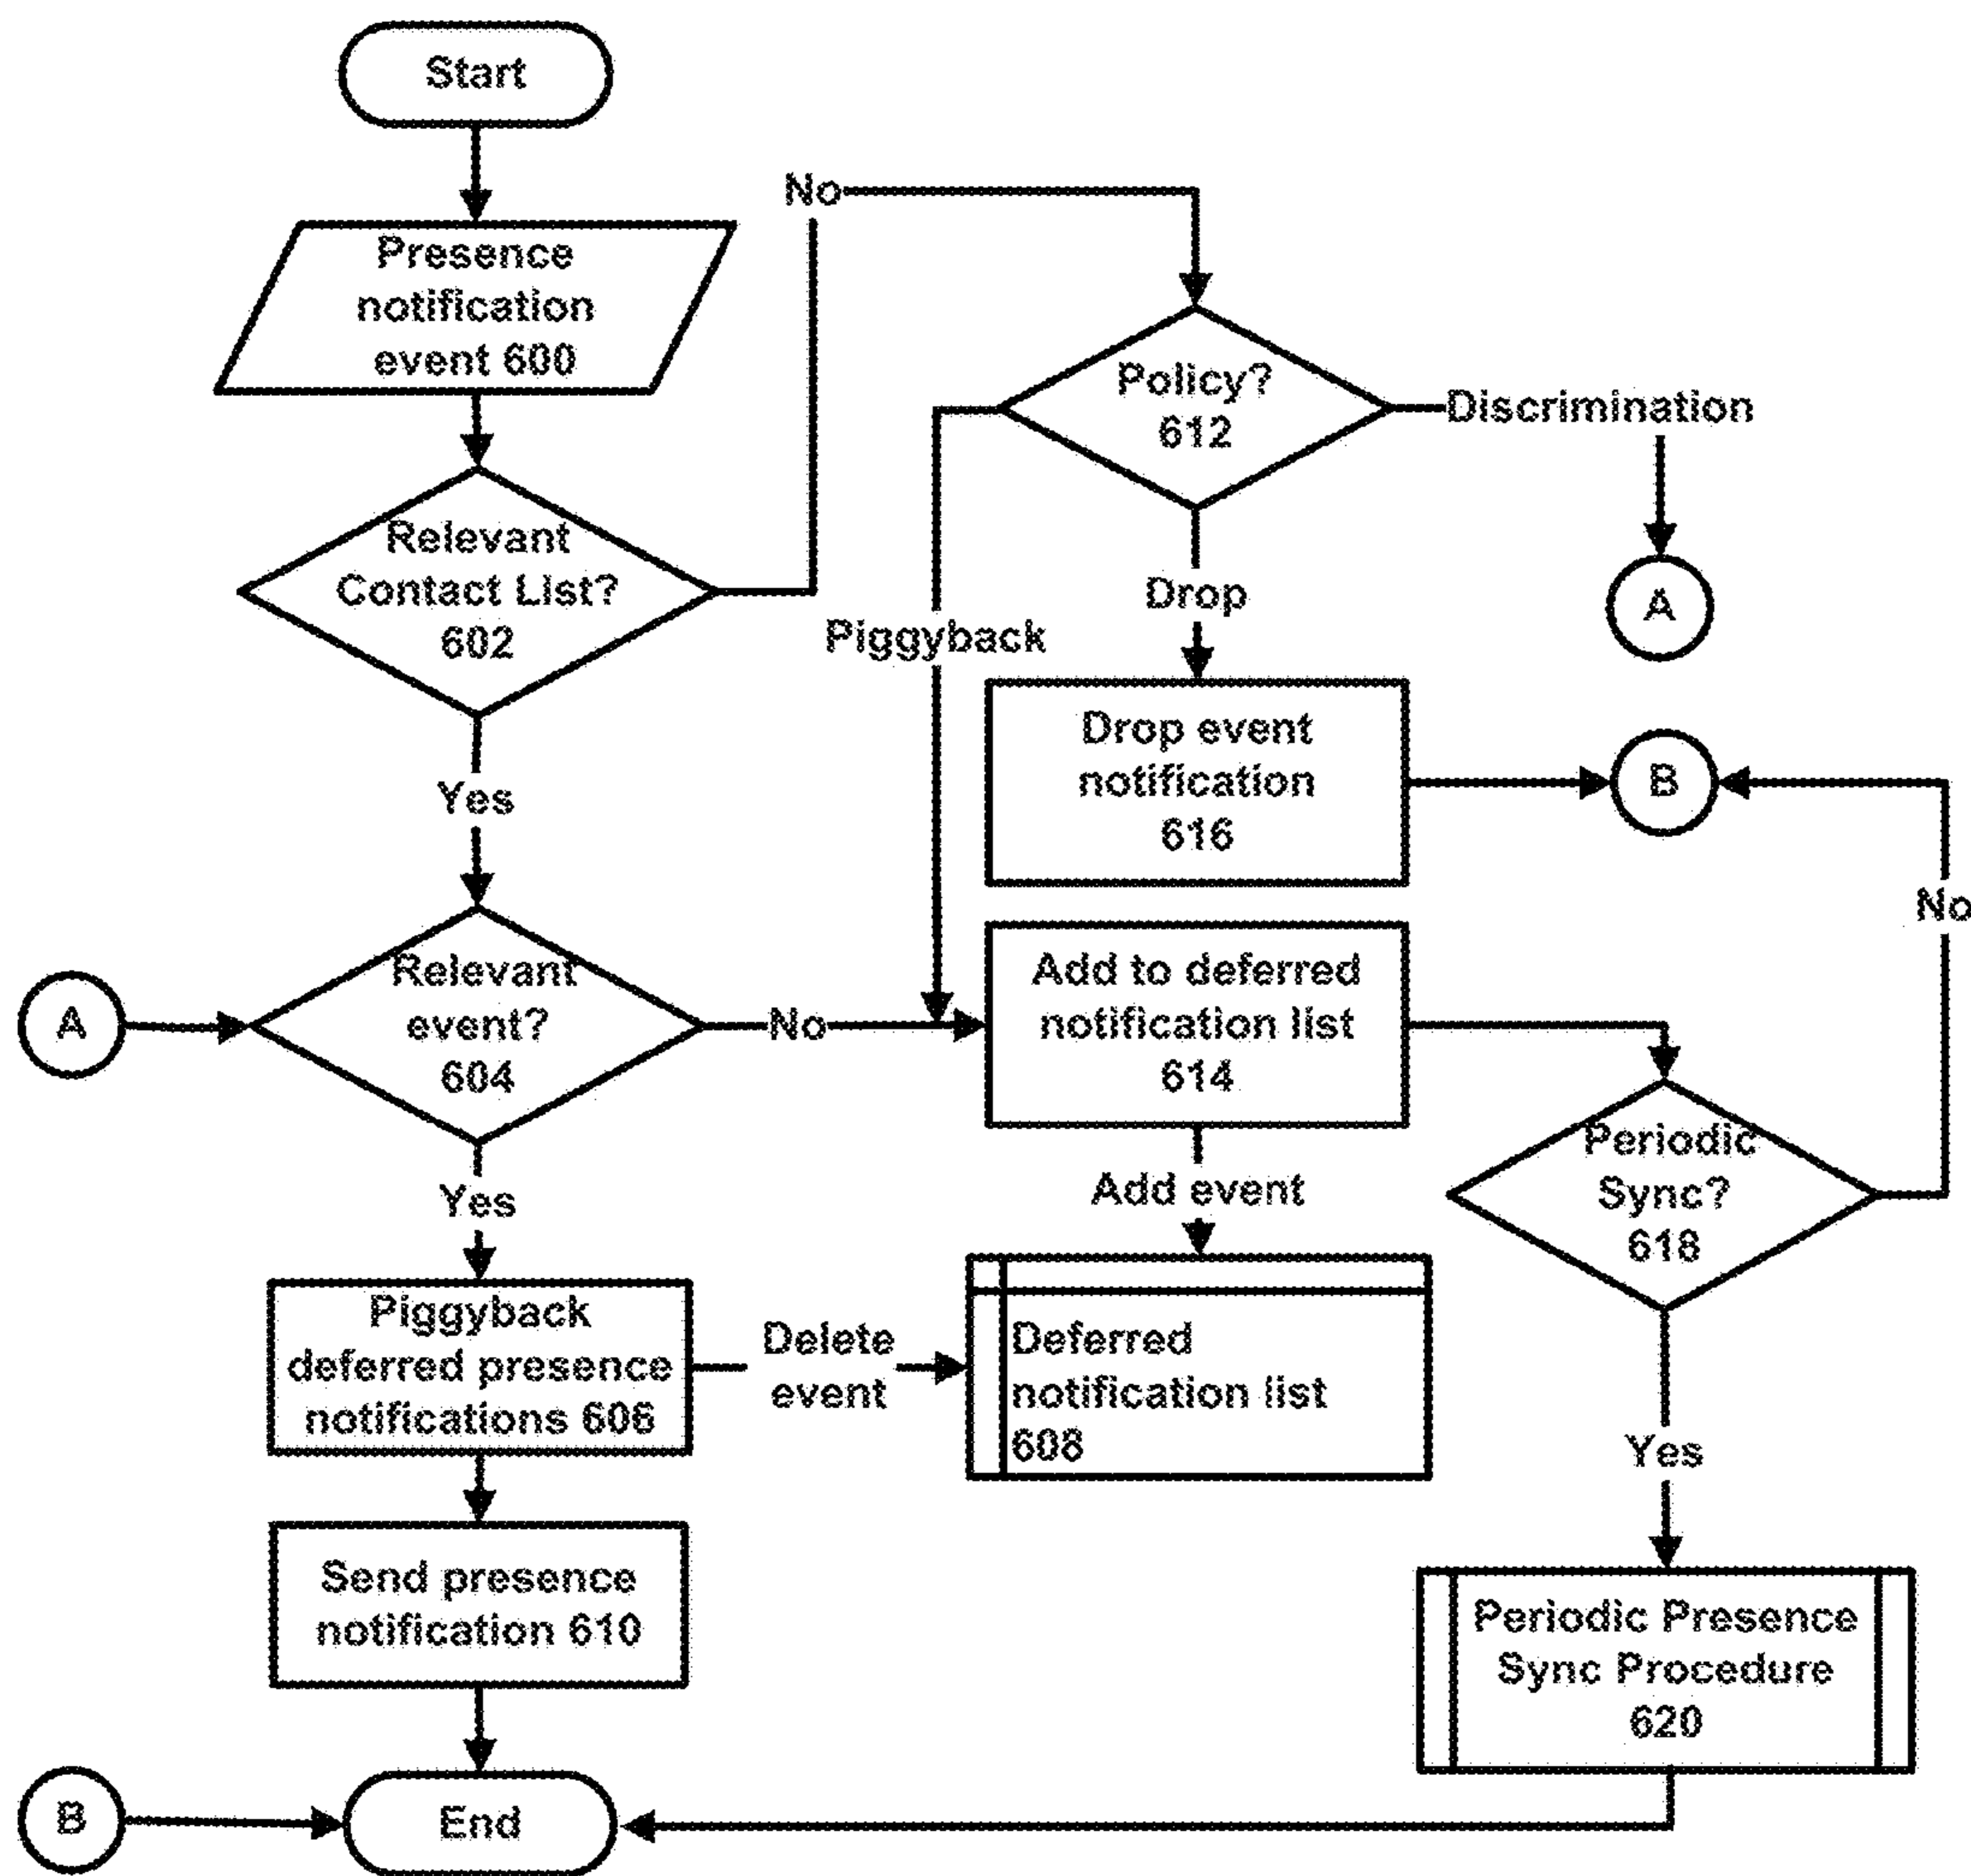 Start
Presence
notification
event 600
Relevant
Contact List?
602
No
Policy?
612
Discrimination
A
Piggyback
Drop
Drop event
notification
616
B
No
Yes
A
Relevant
event?
604
No
Add to deferred
notification list
614
Add event
Periodic
Sync?
618
Yes
Piggyback
deferred presence
notifications 606
Delete
event
Deferred
notification list
608
Yes
Send presence
notification 610
Periodic Presence
Sync Procedure
620
B
End